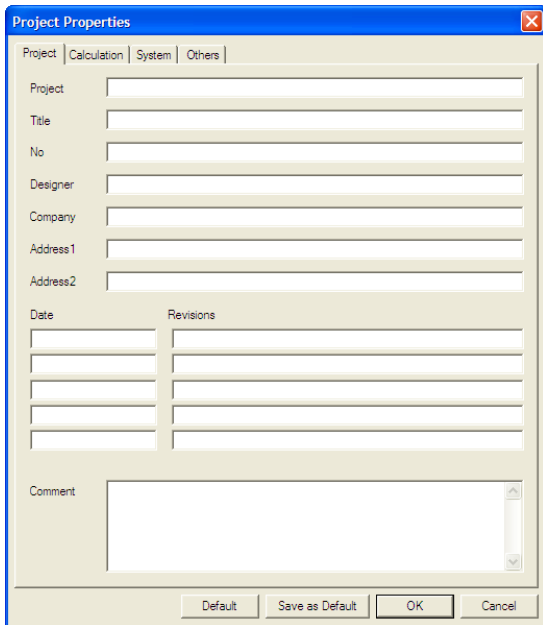 Project Properties
Project Calculation System Others
Project
Title
No
Designer
Company
Address1
Address2
Date Revisions
Comment
Default Save as Default OK Cancel